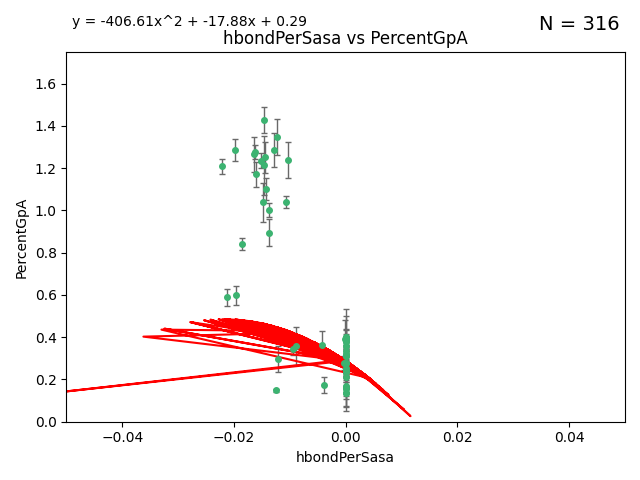 y = -406.61x^2 + -17.88x + 0.29
N = 316
hbondPerSasa vs PercentGpA
PercentGpA
1.6
1.4
1.2
1.0
0.8
0.6
0.4
0.2
0.0
−0.04 −0.02 0.00 0.02 0.04
hbondPerSasa